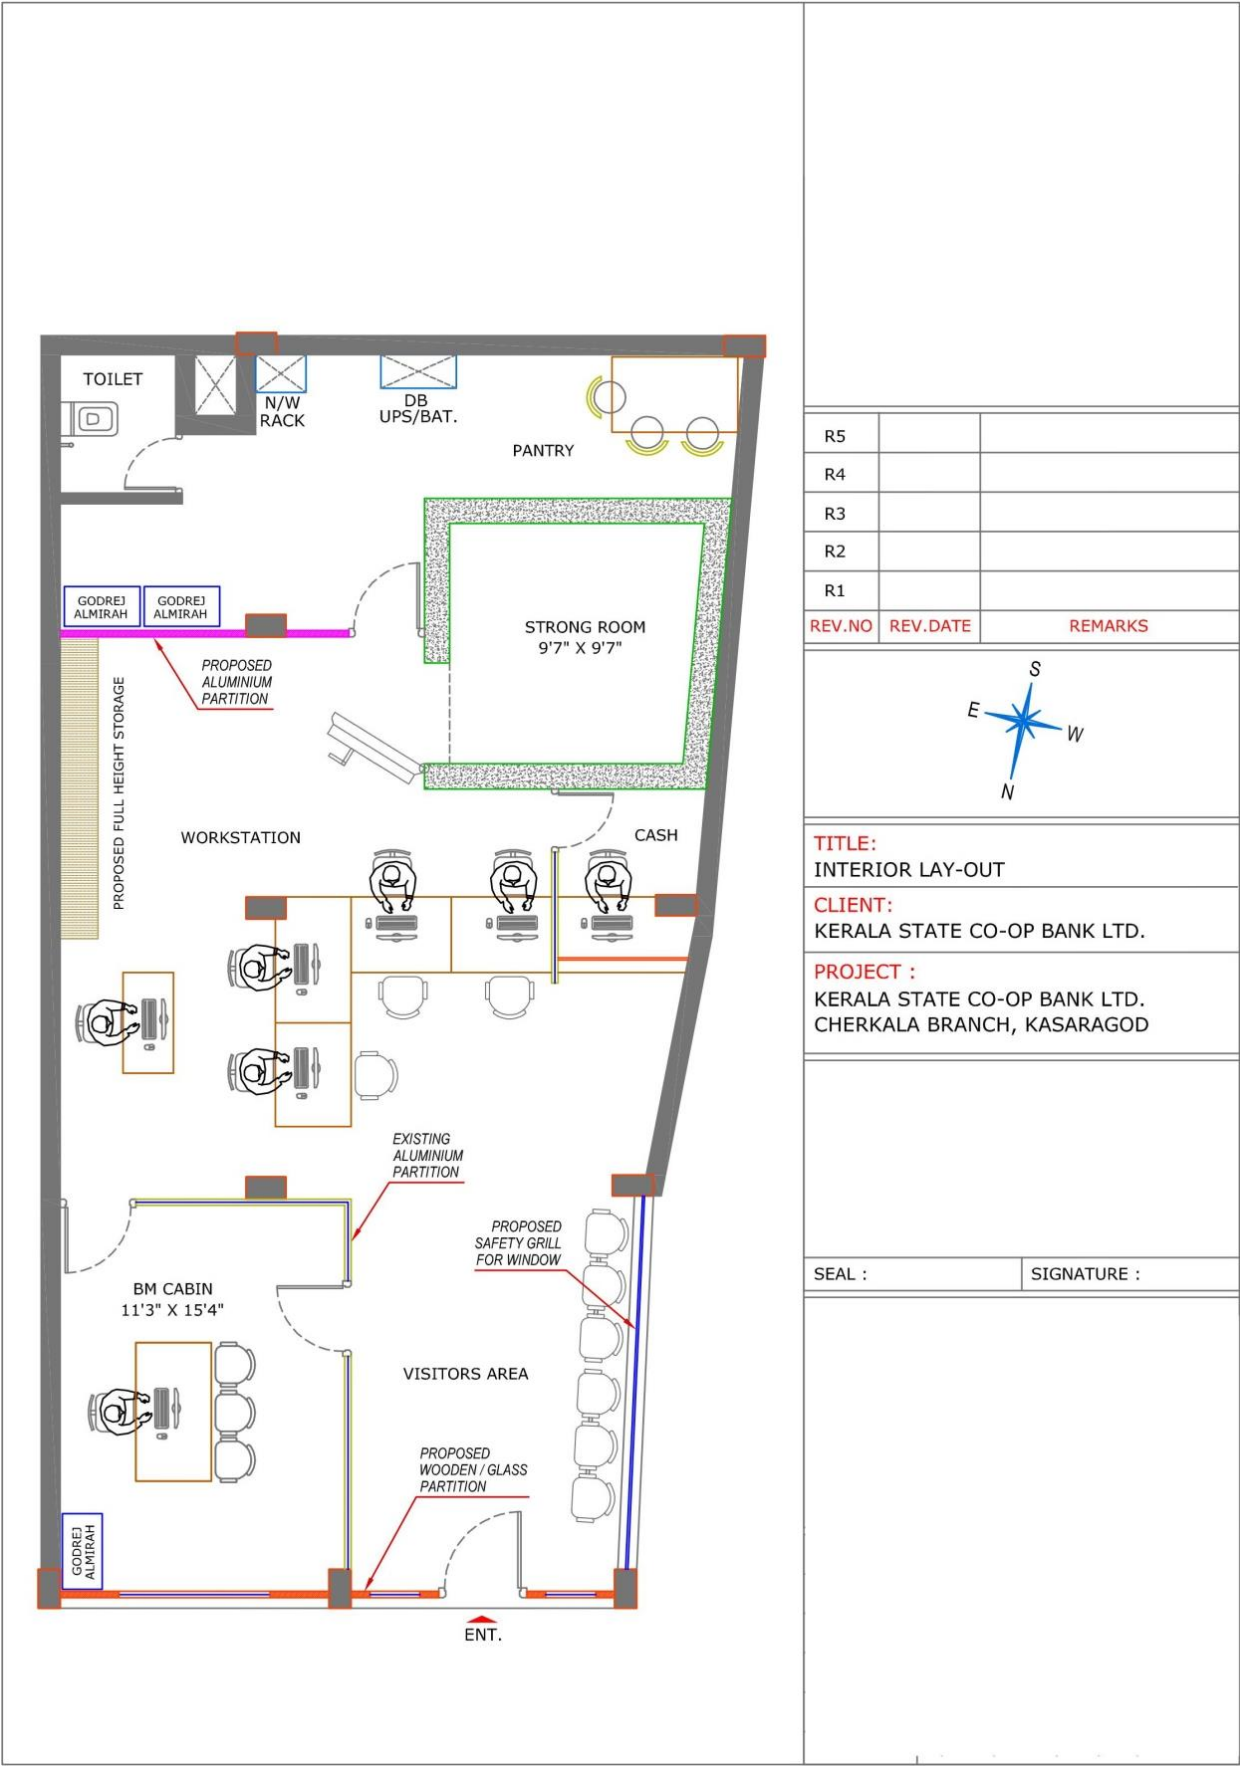 TOILET
N/W
RACK
DB
UPS/BAT.
PANTRY
GODREJ
ALMIRAH
GODREJ
ALMIRAH
STRONG ROOM
9'7" X 9'7"
PROPOSED
ALUMINIUM
PARTITION
PROPOSED FULL HEIGHT STORAGE
WORKSTATION
CASH
EXISTING
ALUMINIUM
PARTITION
PROPOSED
SAFETY GRILL
FOR WINDOW
BM CABIN
11'3" X 15'4"
VISITORS AREA
PROPOSED
WOODEN / GLASS
PARTITION
GODREJ
ALMIRAH
ENT.
R5
R4
R3
R2
R1
REV.NO REV.DATE REMARKS
S
E
W
N
TITLE:
INTERIOR LAY-OUT
CLIENT:
KERALA STATE CO-OP BANK LTD.
PROJECT :
KERALA STATE CO-OP BANK LTD.
CHERKALA BRANCH, KASARAGOD
SEAL : SIGNATURE :